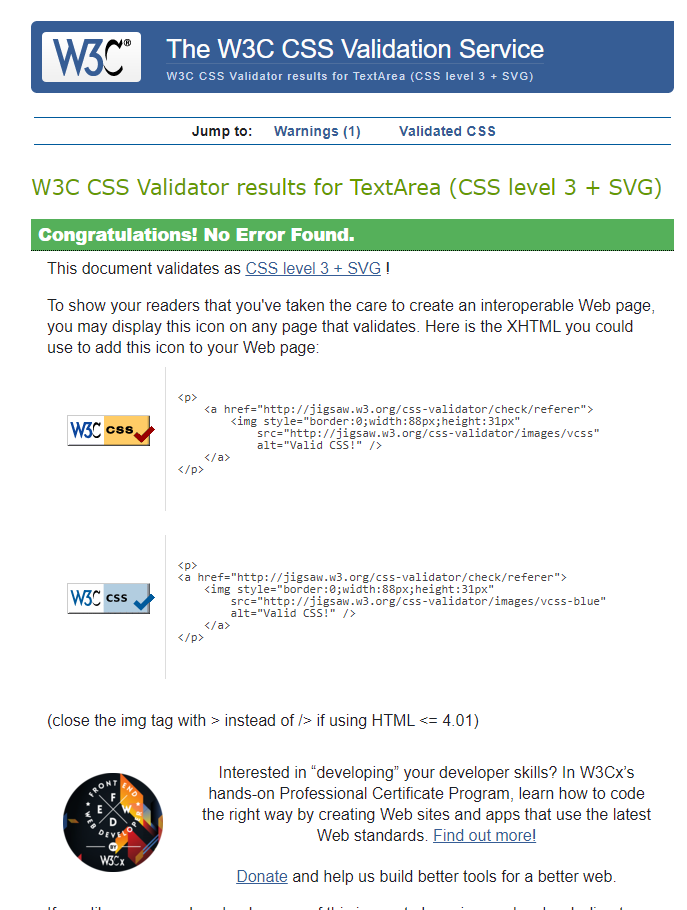 W3C®
The W3C CSS Validation Service
W3C CSS Validator results for TextArea (CSS level 3 + SVG)
Jump to: Warnings (1) Validated CSS
W3C CSS Validator results for TextArea (CSS level 3 + SVG)
Congratulations! No Error Found.
This document validates as CSS level 3 + SVG !
To show your readers that you've taken the care to create an interoperable Web page,
you may display this icon on any page that validates. Here is the XHTML you could
use to add this icon to your Web page:
W3C css
<p>
    <a href="http://jigsaw.w3.org/css-validator/check/referer">
        <img style="border:0;width:88px;height:31px"
            src="http://jigsaw.w3.org/css-validator/images/vcss"
            alt="Valid CSS!" />
    </a>
</p>
W3C css
<p>
<a href="http://jigsaw.w3.org/css-validator/check/referer">
    <img style="border:0;width:88px;height:31px"
        src="http://jigsaw.w3.org/css-validator/images/vcss-blue"
        alt="Valid CSS!" />
    </a>
</p>
(close the img tag with > instead of /> if using HTML <= 4.01)
FRONT END
WEB DEVELOPER
F
E W
D
W3Cx
Interested in “developing” your developer skills? In W3Cx’s
hands-on Professional Certificate Program, learn how to code
the right way by creating Web sites and apps that use the latest
Web standards. Find out more!
Donate and help us build better tools for a better web.